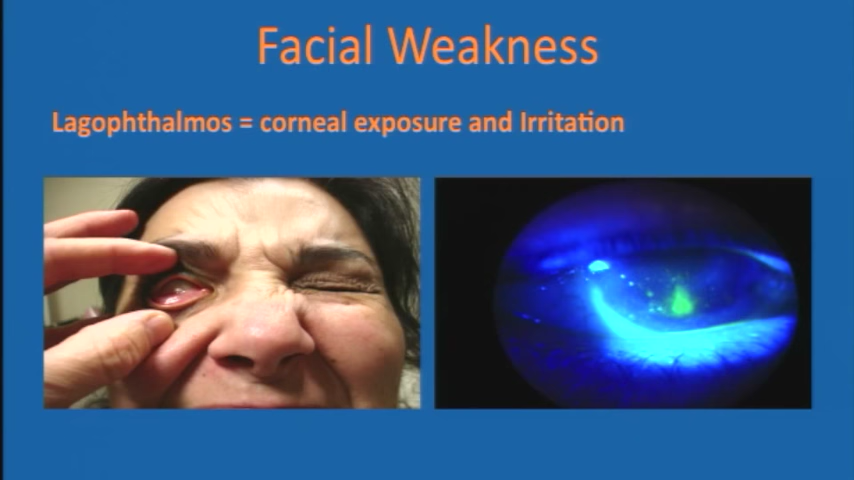 Facial Weakness
Lagophthalmos = corneal exposure and Irritation